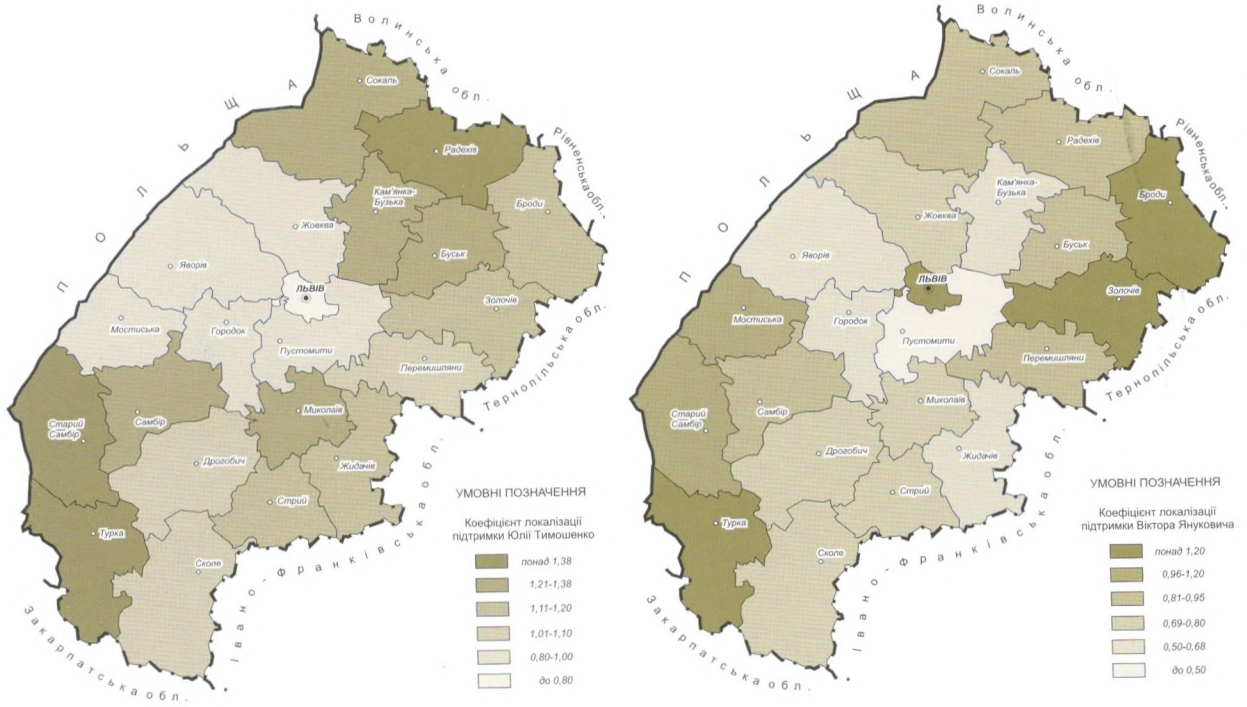 Волинська обл.
Рівненська обл.
ПОЛЬЩА
Сокаль
Радехів
Кам'янка-
Бузька
Броди
Жовква
Буськ
Яворів
ЛЬВІВ
Золочів
Мостиська
Городок
Пустомити
Перемишляни
Тернопільська обл.
Миколаїв
Старий
Самбір
Самбір
Дрогобич
Жидачів
Стрий
Турка
Сколе
Івано-Франківська обл.
Закарпатська обл.
УМОВНІ ПОЗНАЧЕННЯ
Коефіцієнт локалізації
підтримки Юлії Тимошенко
понад 1,38
1,21-1,38
1,11-1,20
1,01-1,10
0,80-1,00
до 0,80
Волинська обл.
Рівненська обл.
ПОЛЬЩА
Сокаль
Радехів
Кам'янка-
Бузька
Броди
Жовква
Буськ
Яворів
ЛЬВІВ
Золочів
Мостиська
Городок
Пустомити
Перемишляни
Тернопільська обл.
Миколаїв
Старий
Самбір
Самбір
Дрогобич
Жидачів
Стрий
Турка
Сколе
Івано-Франківська обл.
Закарпатська обл.
УМОВНІ ПОЗНАЧЕННЯ
Коефіцієнт локалізації
підтримки Віктора Януковича
понад 1,20
0,96-1,20
0,81-0,95
0,69-0,80
0,50-0,68
до 0,50